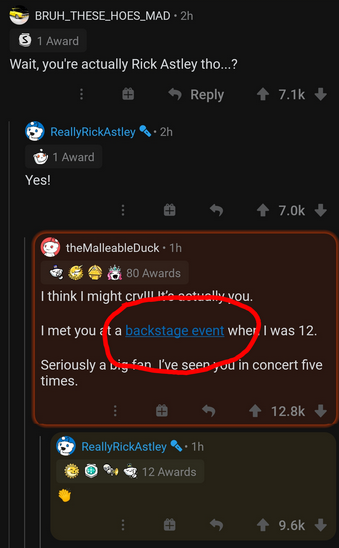 BRUH_THESE_HOES_MAD • 2h
S 1 Award
Wait, you're actually Rick Astley tho...?
Reply 7.1k
ReallyRickAstley • 2h
1 Award
Yes!
7.0k
theMalleableDuck • 1h
80 Awards
I think I might cry!!! It's actually you.
I met you at a backstage event when I was 12.
Seriously a big fan. I've seen you in concert five
times.
12.8k
ReallyRickAstley • 1h
12 Awards
9.6k